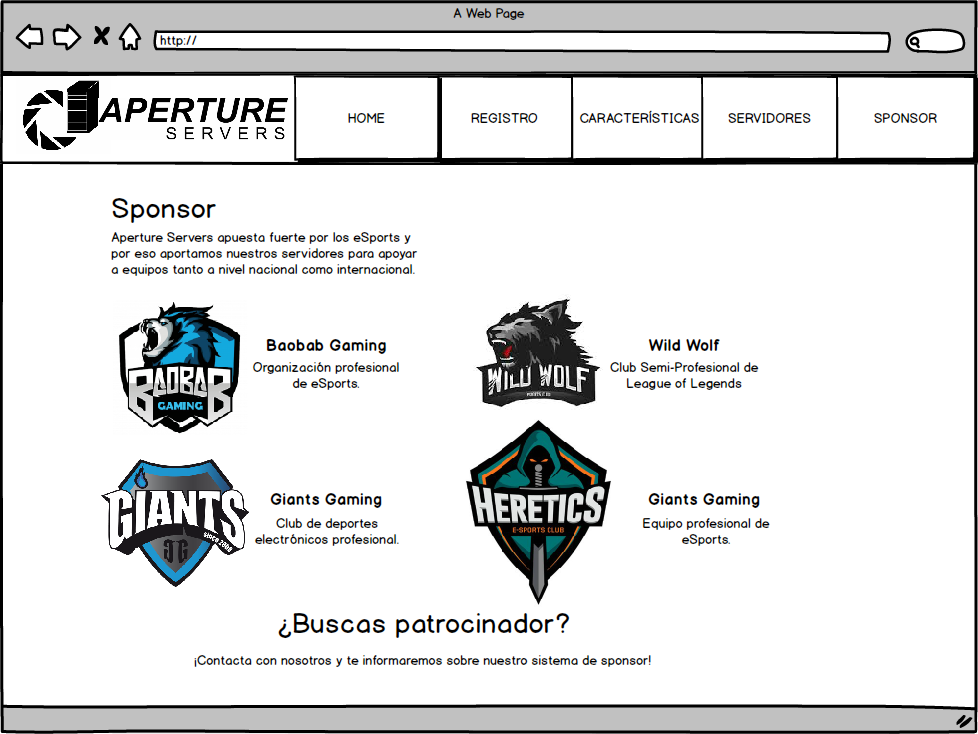 A Web Page
http://
APERTURE
SERVERS
HOME
REGISTRO
CARACTERÍSTICAS
SERVIDORES
SPONSOR
Sponsor
Aperture Servers apuesta fuerte por los eSports y
por eso aportamos nuestros servidores para apoyar
a equipos tanto a nivel nacional como internacional.
BAOBAB
GAMING
Baobab Gaming
Organización profesional
de eSports.
WILD WOLF
Wild Wolf
Club Semi-Profesional de
League of Legends
GIANTS
SINCE 2008
GG
Giants Gaming
Club de deportes
electrónicos profesional.
HERETICS
E-SPORTS CLUB
Giants Gaming
Equipo profesional de
eSports.
¿Buscas patrocinador?
¡Contacta con nosotros y te informaremos sobre nuestro sistema de sponsor!